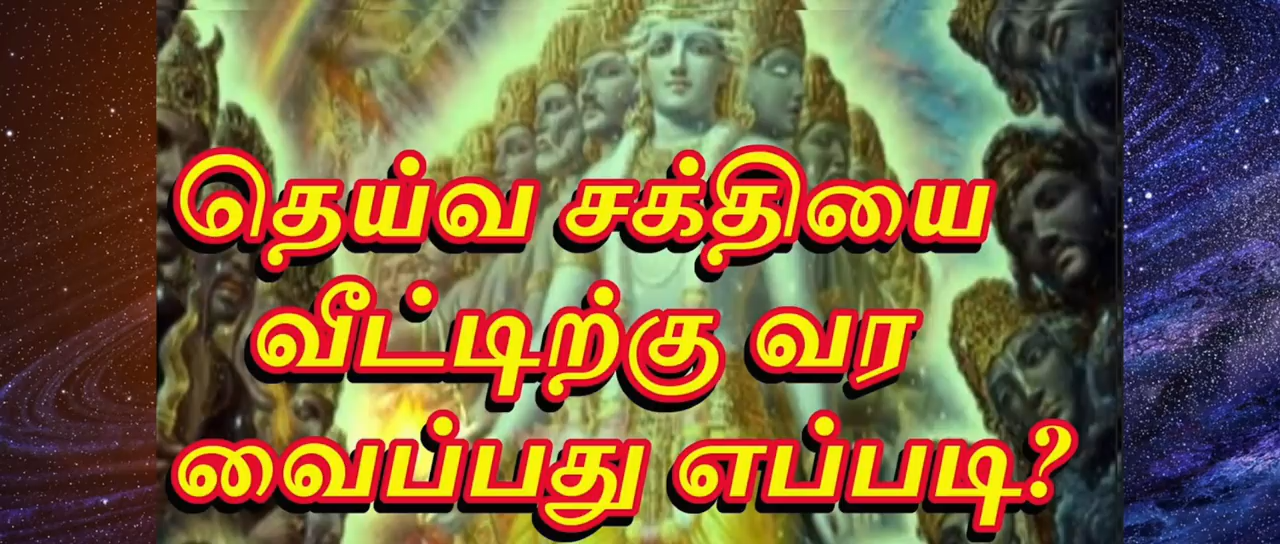 தெய்வ சக்தியை
வீட்டிற்கு வர
வைப்பது எப்படி?